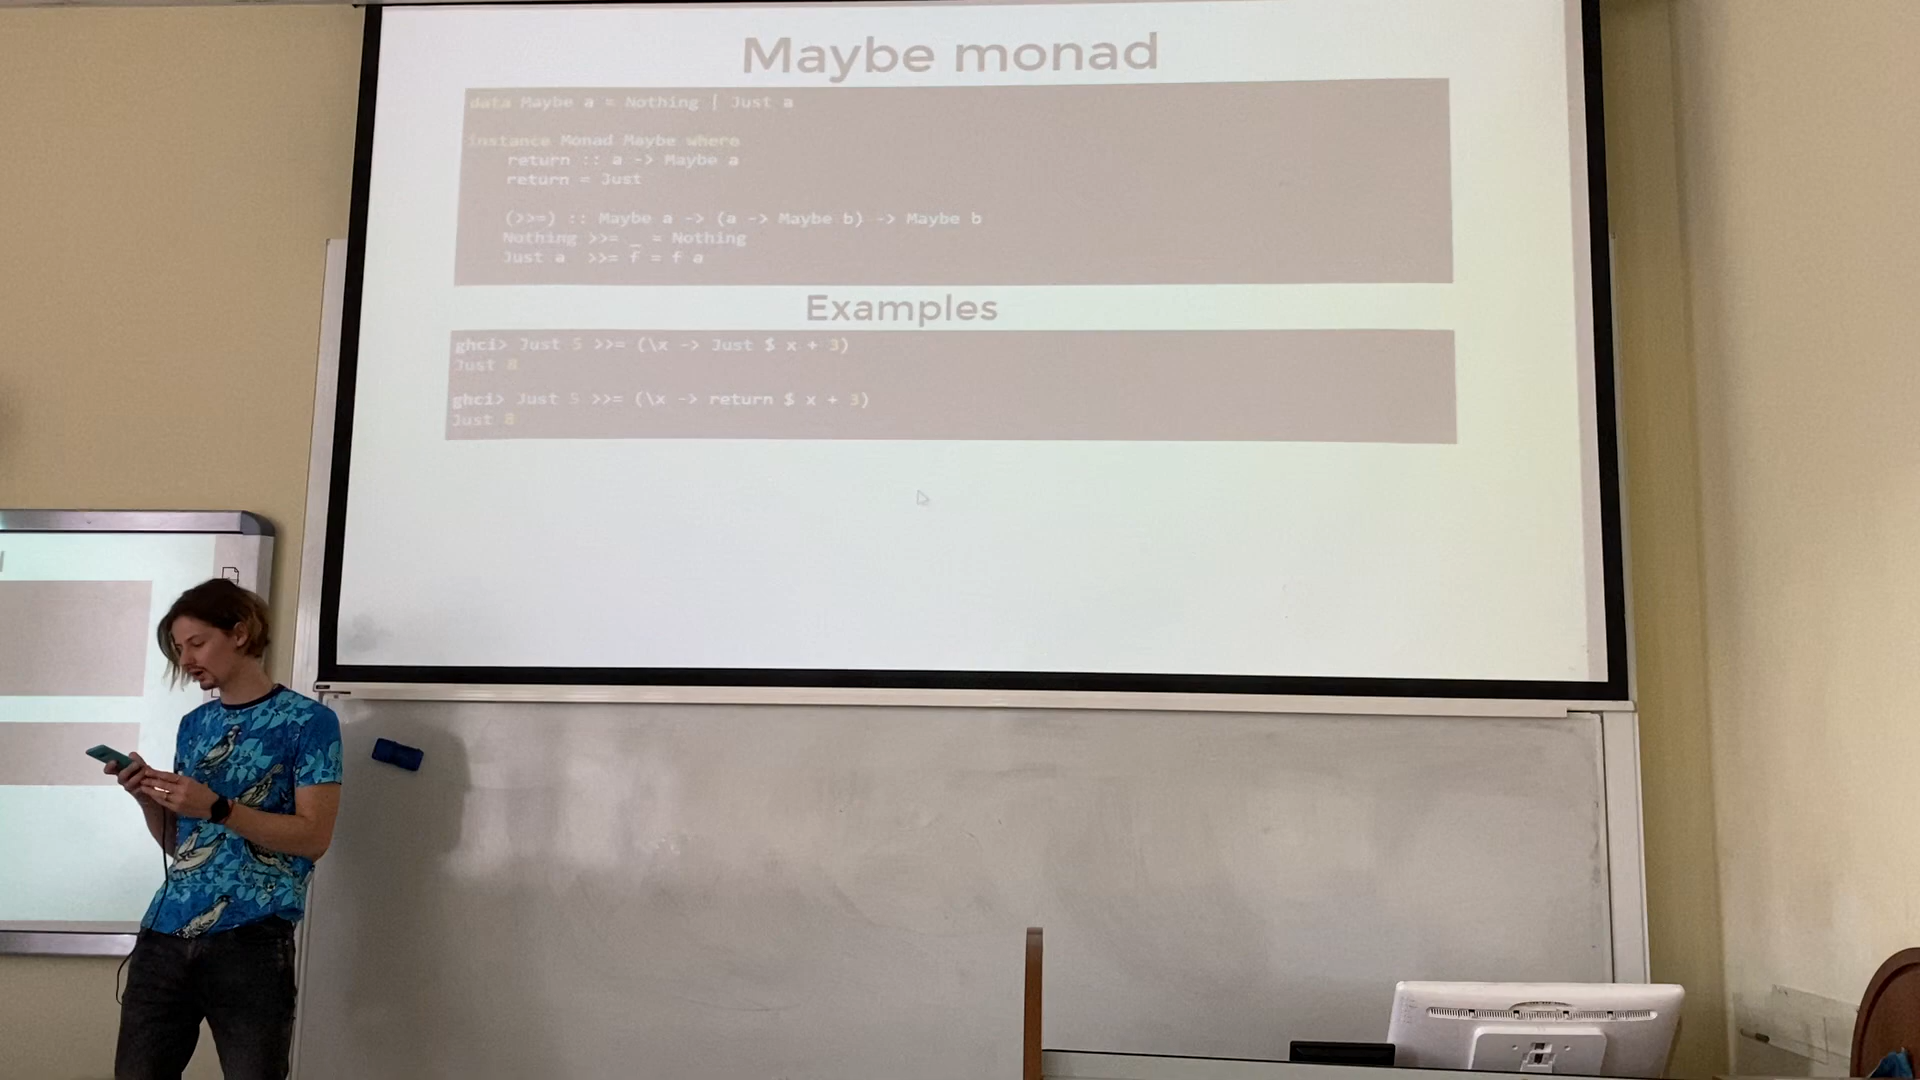 Maybe monad
data Maybe a = Nothing | Just a
instance Monad Maybe where
return :: a -> Maybe a
return = Just
(>>=) :: Maybe a -> (a -> Maybe b) -> Maybe b
Nothing >>= _ = Nothing
Just a >>= f = f a
Examples
ghci> Just 5 >>= (\x -> Just $ x + 3)
Just 8
ghci> Just 5 >>= (\x -> return $ x + 3)
Just 8